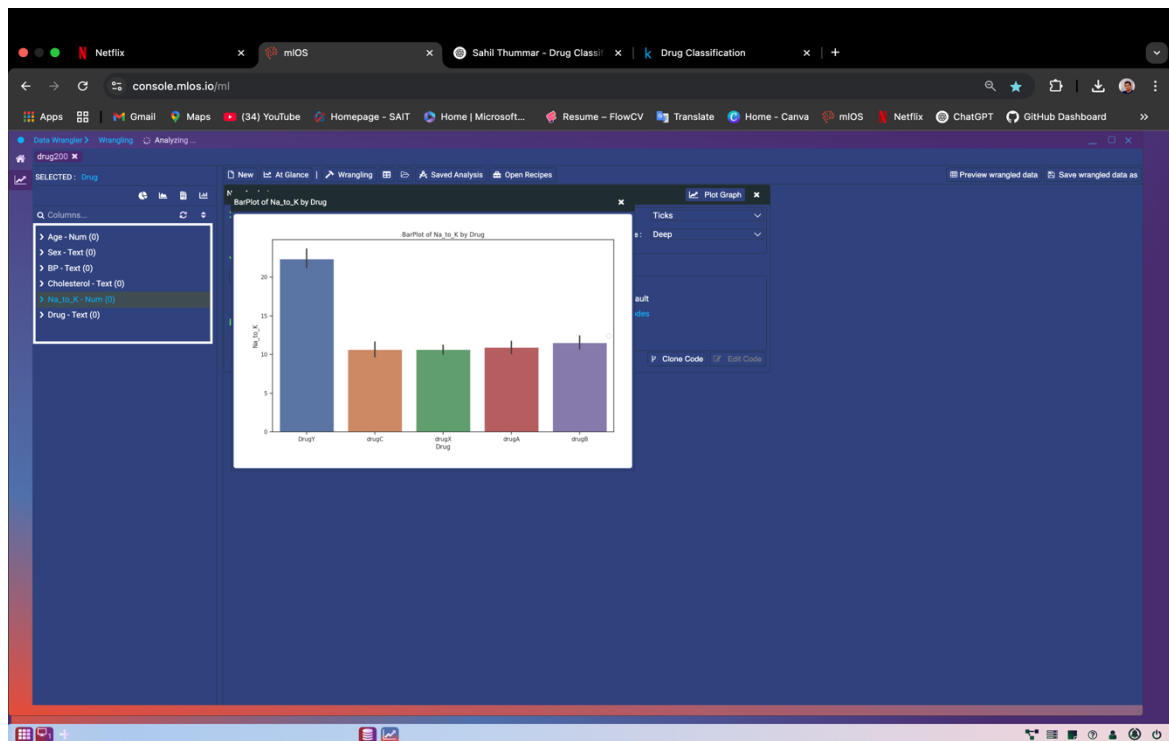 Netflix
mlOS
Sahil Thummar - Drug Classif
Drug Classification
console.mlos.io/ml
Apps
Gmail
Maps
(34) YouTube
Homepage - SAIT
Home | Microsoft...
Resume – FlowCV
Translate
Home - Canva
mlOS
Netflix
ChatGPT
GitHub Dashboard
»
Data Wrangler > Wrangling Analyzing ...
drug200
SELECTED : Drug
New
At Glance
Wrangling
Saved Analysis
Open Recipes
Preview wrangled data
Save wrangled data as
Columns...
Age - Num (0)
Sex - Text (0)
BP - Text (0)
Cholesterol - Text (0)
Na_to_K - Num (0)
Drug - Text (0)
Plot Graph
BarPlot of Na_to_K by Drug
Ticks
Deep
ault
Clone Code
Edit Code
BarPlot of Na_to_K by Drug
Na_to_K
20
15
10
5
0
DrugY
drugC
drugX
drugA
drugB
Drug
1